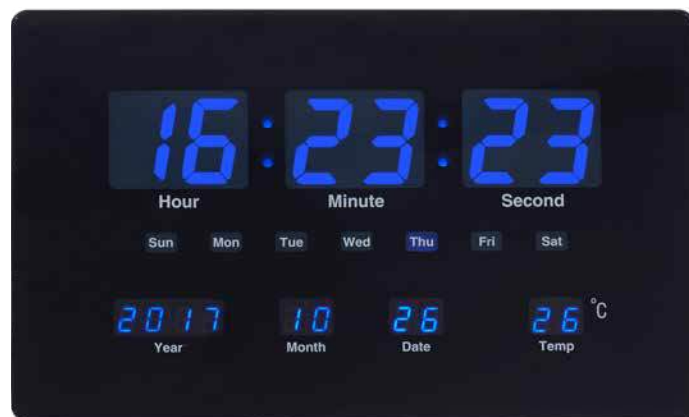 16:23:23
Hour Minute Second
Sun Mon Tue Wed Thu Fri Sat
2017 10 26 26 °C
Year Month Date Temp